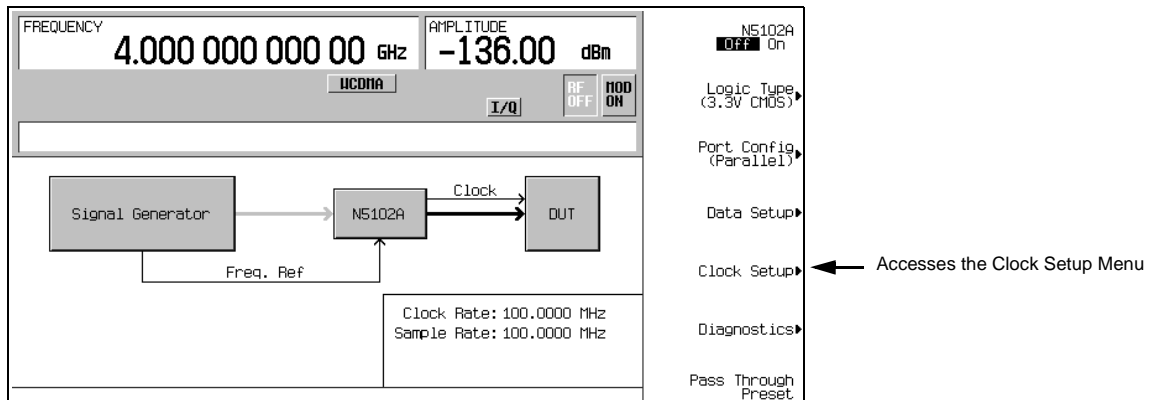 FREQUENCY
4.000 000 000 00 GHz
AMPLITUDE
-136.00 dBm
WCDMA
I/Q
RF
OFF
MOD
ON
Signal Generator
N5102A
Clock
DUT
Freq. Ref
Clock Rate: 100.0000 MHz
Sample Rate: 100.0000 MHz
N5102A
Off On
Logic Type
(3.3V CMOS)
Port Config
(Parallel)
Data Setup
Clock Setup
Diagnostics
Pass Through
Preset
Accesses the Clock Setup Menu